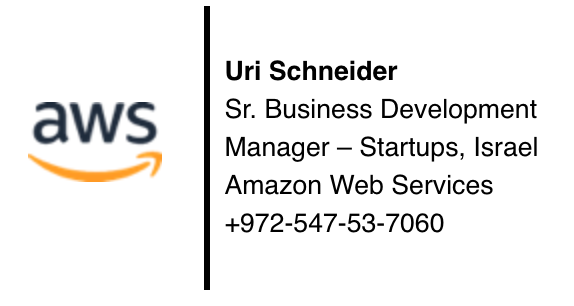 aws
Uri Schneider
Sr. Business Development
Manager – Startups, Israel
Amazon Web Services
+972-547-53-7060